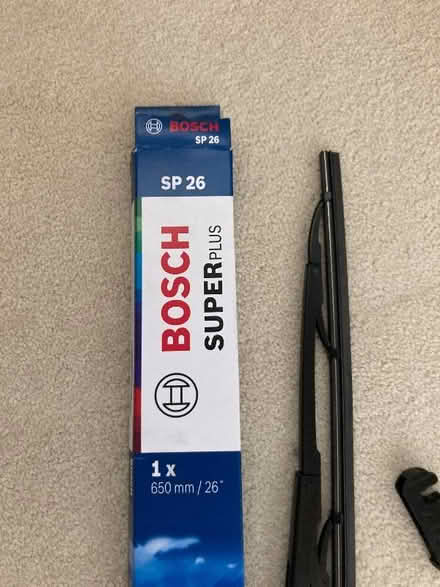 BOSCH
SP 26
SP 26
BOSCH
SUPERPLUS
1 x
650 mm / 26"